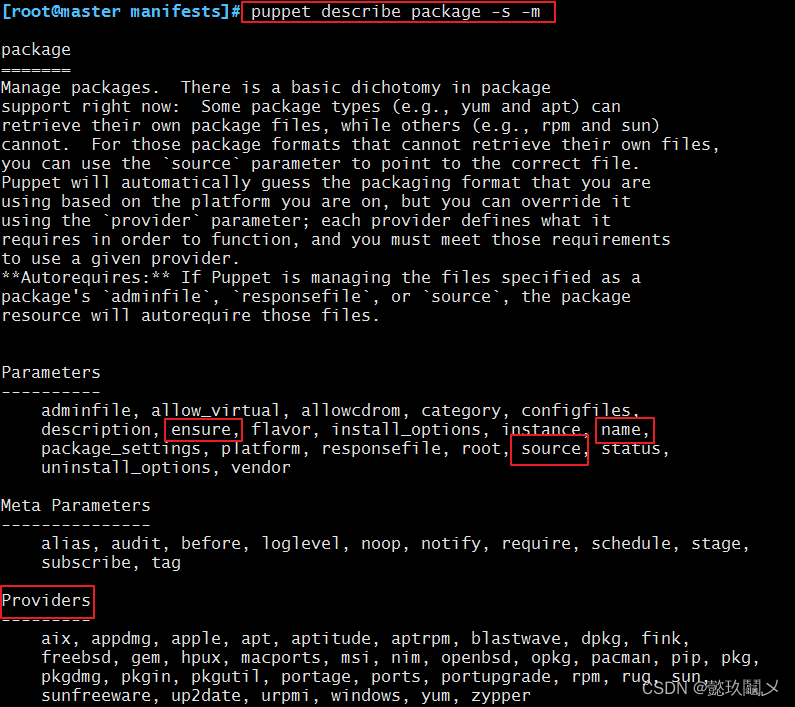 [root@master manifests]# puppet describe package -s -m
package
=======
Manage packages.  There is a basic dichotomy in package
support right now:  Some package types (e.g., yum and apt) can
retrieve their own package files, while others (e.g., rpm and sun)
cannot.  For those package formats that cannot retrieve their own files,
you can use the `source` parameter to point to the correct file.
Puppet will automatically guess the packaging format that you are
using based on the platform you are on, but you can override it
using the `provider` parameter; each provider defines what it
requires in order to function, and you must meet those requirements
to use a given provider.
**Autorequires:** If Puppet is managing the files specified as a
package's `adminfile`, `responsefile`, or `source`, the package
resource will autorequire those files.
Parameters
----------
adminfile, allow_virtual, allowcdrom, category, configfiles,
description, ensure, flavor, install_options, instance, name,
package_settings, platform, responsefile, root, source, status,
uninstall_options, vendor
Meta Parameters
---------------
alias, audit, before, loglevel, noop, notify, require, schedule, stage,
subscribe, tag
Providers
---------
aix, appdmg, apple, apt, aptitude, aptrpm, blastwave, dpkg, fink,
freebsd, gem, hpux, macports, msi, nim, openbsd, opkg, pacman, pip, pkg,
pkgdmg, pkgin, pkgutil, portage, ports, portupgrade, rpm, rug, sun,
sunfreeware, up2date, urpmi, windows, yum, zypper
CSDN @懿玖